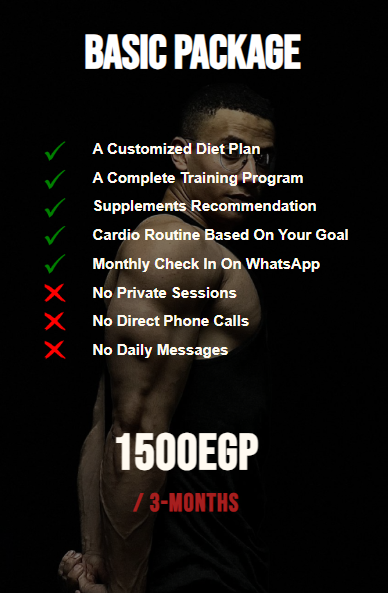 BASIC PACKAGE
A Customized Diet Plan
A Complete Training Program
Supplements Recommendation
Cardio Routine Based On Your Goal
Monthly Check In On WhatsApp
No Private Sessions
No Direct Phone Calls
No Daily Messages
1500EGP
/ 3-MONTHS